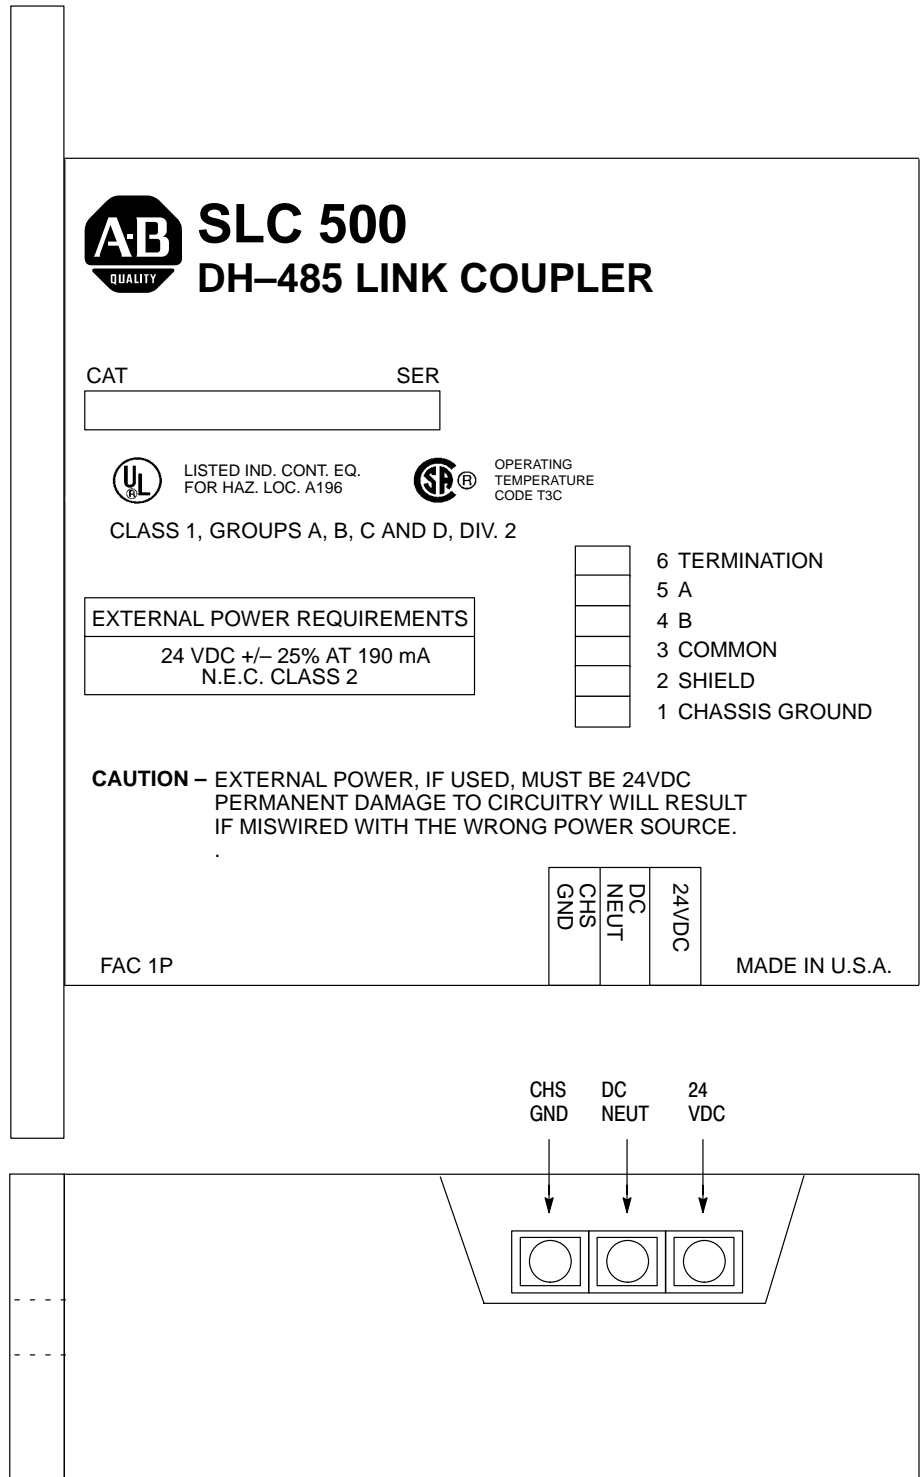 A·B
QUALITY
SLC 500
DH–485 LINK COUPLER
CAT SER
UL
®
LISTED IND. CONT. EQ.
FOR HAZ. LOC. A196
SA ®
OPERATING
TEMPERATURE
CODE T3C
CLASS 1, GROUPS A, B, C AND D, DIV. 2
6 TERMINATION
5 A
4 B
3 COMMON
2 SHIELD
1 CHASSIS GROUND
EXTERNAL POWER REQUIREMENTS
24 VDC +/– 25% AT 190 mA
N.E.C. CLASS 2
CAUTION – EXTERNAL POWER, IF USED, MUST BE 24VDC
PERMANENT DAMAGE TO CIRCUITRY WILL RESULT
IF MISWIRED WITH THE WRONG POWER SOURCE.
.
CHS
GND
DC
NEUT
24VDC
FAC 1P
MADE IN U.S.A.
CHS
GND
DC
NEUT
24
VDC